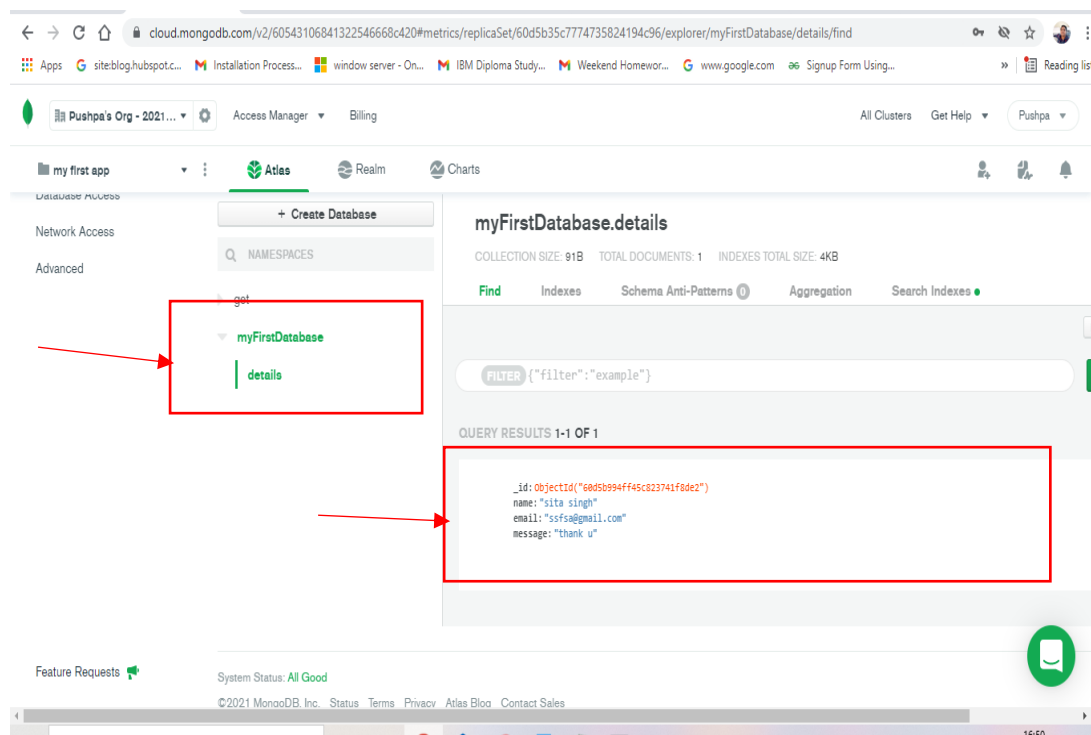 cloud.mongodb.com/v2/60543106841322546668c420#metrics/replicaSet/60d5b35c7774735824194c96/explorer/myFirstDatabase/details/find
Apps site:blog.hubspot.c... Installation Process... window server - On... IBM Diploma Study... Weekend Homewor... www.google.com Signup Form Using... » Reading list
Pushpa's Org - 2021... Access Manager Billing All Clusters Get Help Pushpa
my first app Atlas Realm Charts
Database Access
Network Access
Advanced
+ Create Database
NAMESPACES
got
myFirstDatabase
details
myFirstDatabase.details
COLLECTION SIZE: 91B TOTAL DOCUMENTS: 1 INDEXES TOTAL SIZE: 4KB
Find Indexes Schema Anti-Patterns 0 Aggregation Search Indexes
FILTER {"filter":"example"}
QUERY RESULTS 1-1 OF 1
_id:ObjectId("60d5b994ff45c823741f8de2")
name:"sita singh"
email:"ssfsa@gmail.com"
message:"thank u"
Feature Requests
System Status: All Good
©2021 MongoDB, Inc. Status Terms Privacy Atlas Blog Contact Sales
16:50